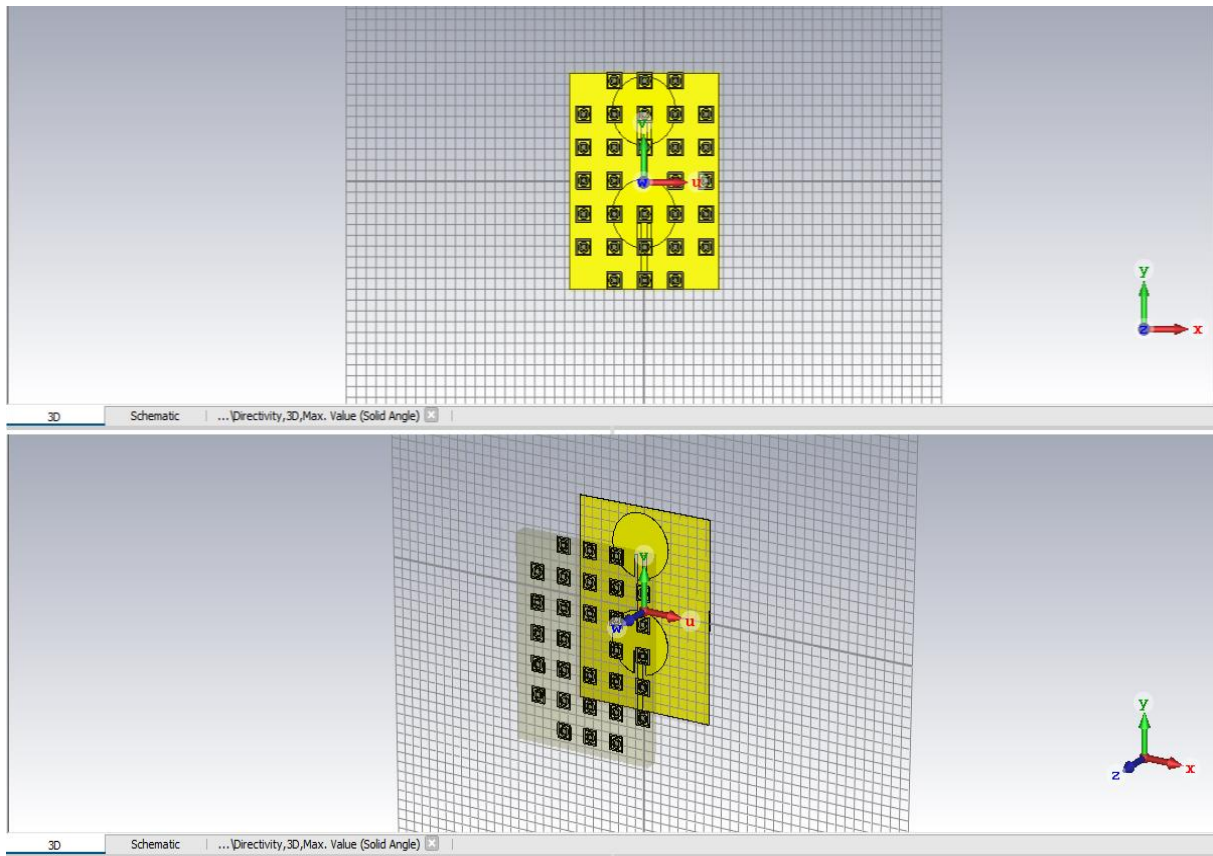 v
w u
y
z x
3D Schematic ...\Directivity,3D,Max. Value (Solid Angle)
v
w u
y
z x
3D Schematic ...\Directivity,3D,Max. Value (Solid Angle)